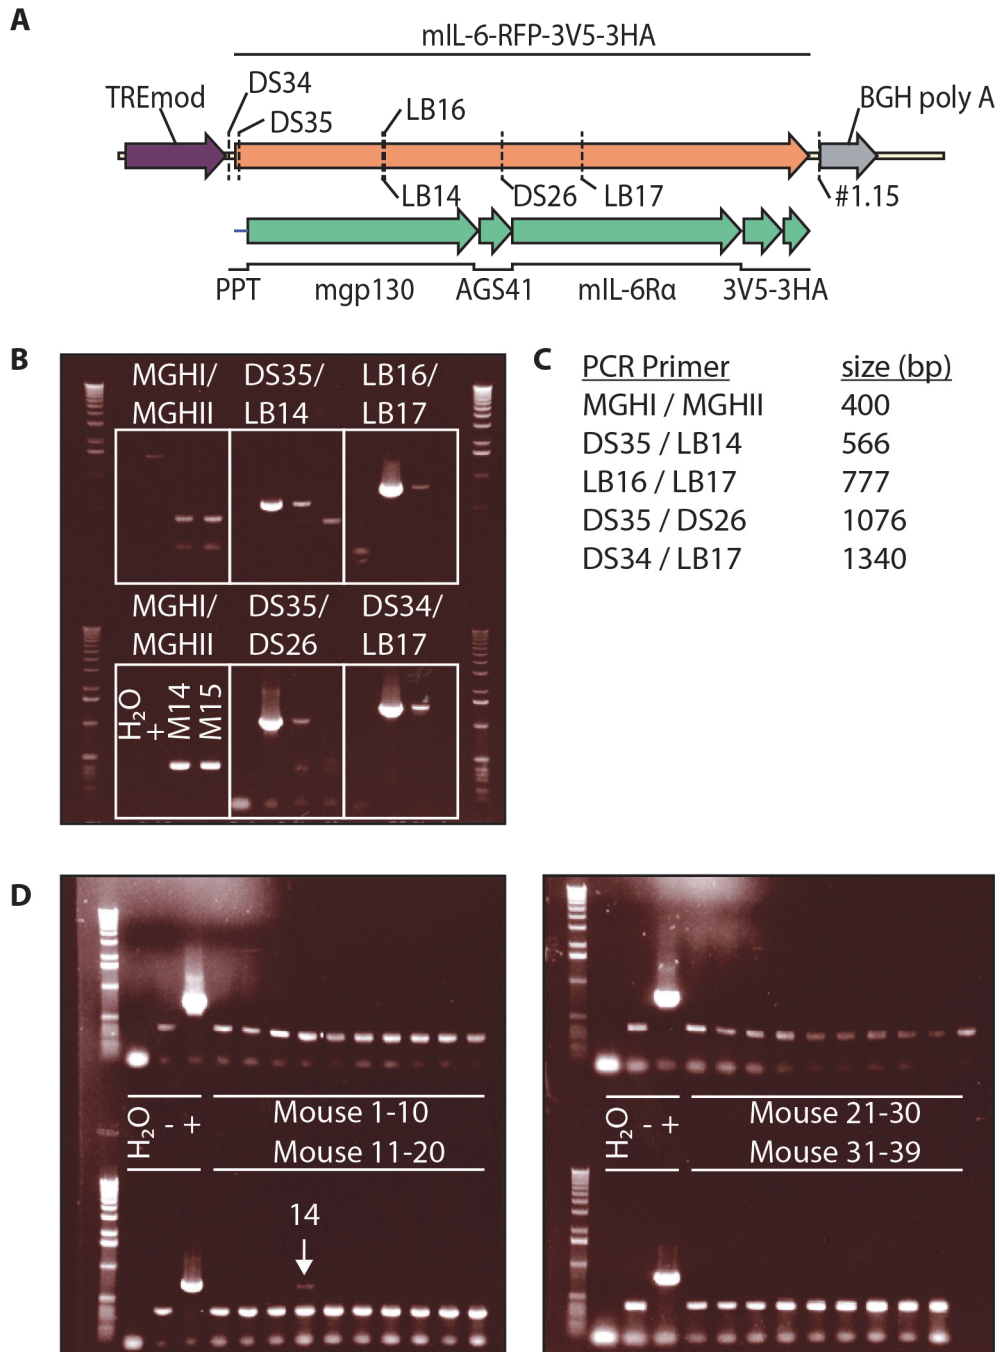 A
mIL-6-RFP-3V5-3HA
TREmod
DS34
DS35
LB16
BGH poly A
LB14
DS26
LB17
#1.15
PPT
mgp130
AGS41
mIL-6Rα
3V5-3HA
B
MGHI/
MGHII
DS35/
LB14
LB16/
LB17
MGHI/
MGHII
DS35/
DS26
DS34/
LB17
H₂O
+
M14
M15
C
PCR Primer size (bp)
MGHI / MGHII 400
DS35 / LB14 566
LB16 / LB17 777
DS35 / DS26 1076
DS34 / LB17 1340
D
H₂O
- +
Mouse 1-10
Mouse 11-20
14
H₂O
- +
Mouse 21-30
Mouse 31-39